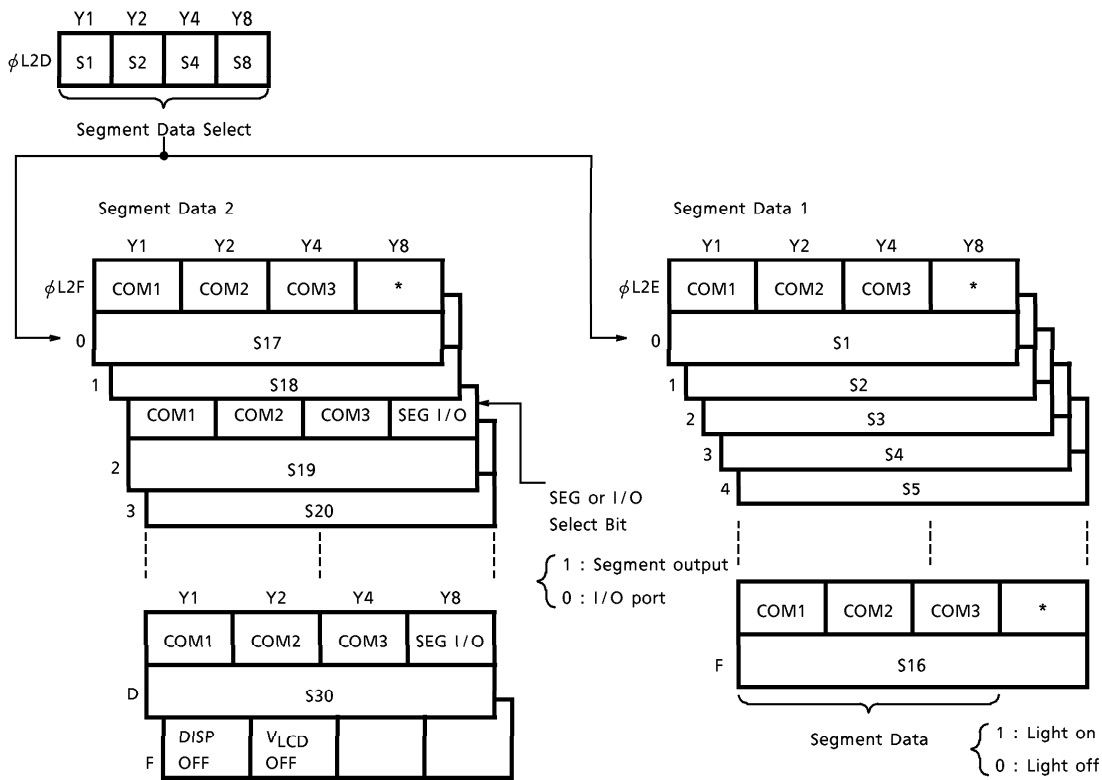 Y1 Y2 Y4 Y8
φL2D S1 S2 S4 S8
Segment Data Select
Segment Data 2
Y1 Y2 Y4 Y8
φL2F COM1 COM2 COM3 *
0 S17
1 S18
COM1 COM2 COM3 SEG I/O
2 S19
3 S20
SEG or I/O
Select Bit
1 : Segment output
0 : I/O port
Y1 Y2 Y4 Y8
COM1 COM2 COM3 SEG I/O
D S30
F DISP OFF VLCD OFF
Segment Data 1
Y1 Y2 Y4 Y8
φL2E COM1 COM2 COM3 *
0 S1
1 S2
2 S3
3 S4
4 S5
COM1 COM2 COM3 *
F S16
Segment Data
1 : Light on
0 : Light off